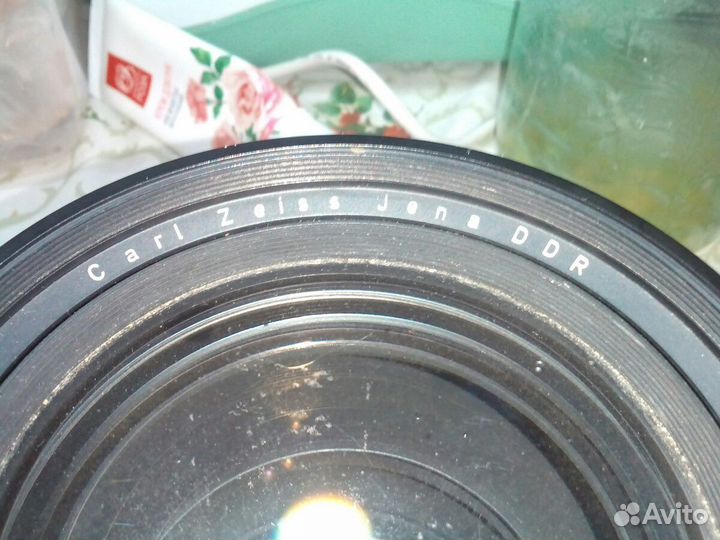 Carl Zeiss Jena DDR
Avito